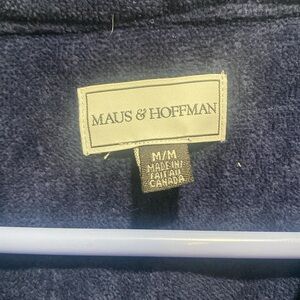 MAUS & HOFFMAN
M/M
MADE IN/
FAIT AU
CANADA